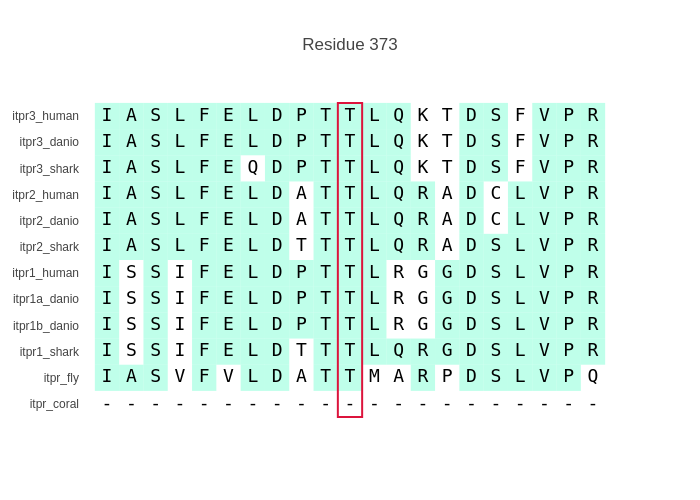 Residue 373
itpr3_human I A S L F E L D P T T L Q K T D S F V P R
itpr3_danio I A S L F E L D P T T L Q K T D S F V P R
itpr3_shark I A S L F E Q D P T T L Q K T D S F V P R
itpr2_human I A S L F E L D A T T L Q R A D C L V P R
itpr2_danio I A S L F E L D A T T L Q R A D C L V P R
itpr2_shark I A S L F E L D T T T L Q R A D S L V P R
itpr1_human I S S I F E L D P T T L R G G D S L V P R
itpr1a_danio I S S I F E L D P T T L R G G D S L V P R
itpr1b_danio I S S I F E L D P T T L R G G D S L V P R
itpr1_shark I S S I F E L D T T T L Q R G D S L V P R
itpr_fly I A S V F V L D A T T M A R P D S L V P Q
itpr_coral - - - - - - - - - - - - - - - - - - - - -